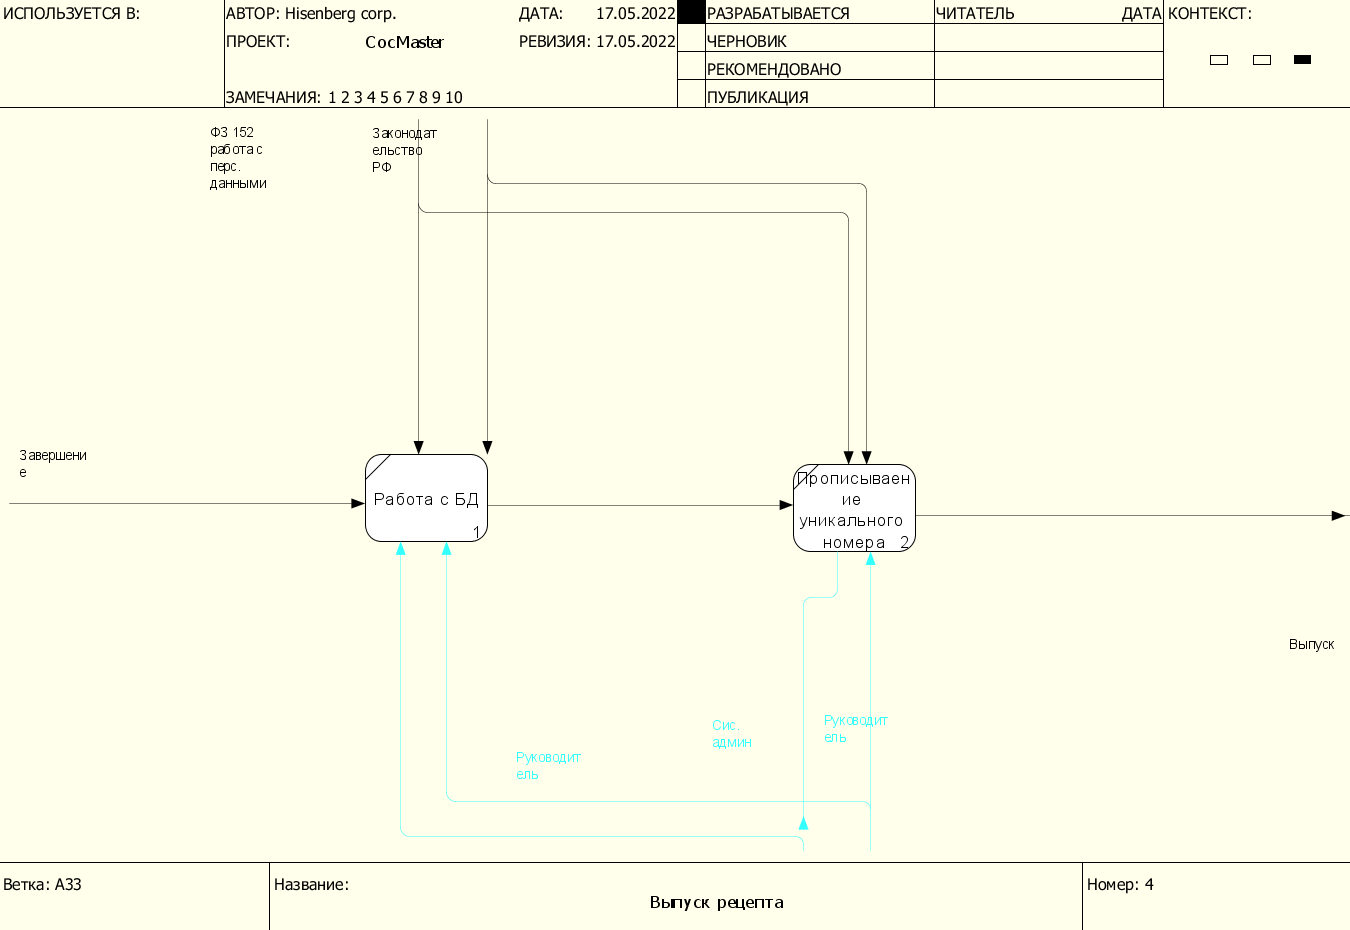 ИСПОЛЬЗУЕТСЯ В:
АВТОР: Hisenberg corp.
ДАТА: 17.05.2022
ПРОЕКТ: CocMaster
РЕВИЗИЯ: 17.05.2022
ЗАМЕЧАНИЯ: 1 2 3 4 5 6 7 8 9 10
РАЗРАБАТЫВАЕТСЯ
ЧЕРНОВИК
РЕКОМЕНДОВАНО
ПУБЛИКАЦИЯ
ЧИТАТЕЛЬ
ДАТА
КОНТЕКСТ:
ФЗ 152
работа с
перс.
данными
Законодат
ельство
РФ
Завершени
е
Работа с БД
1
Прописываен
ие
уникального
номера 2
Выпуск
Сис.
админ
Руководит
ель
Руководит
ель
Ветка: A33
Название:
Выпуск рецепта
Номер: 4